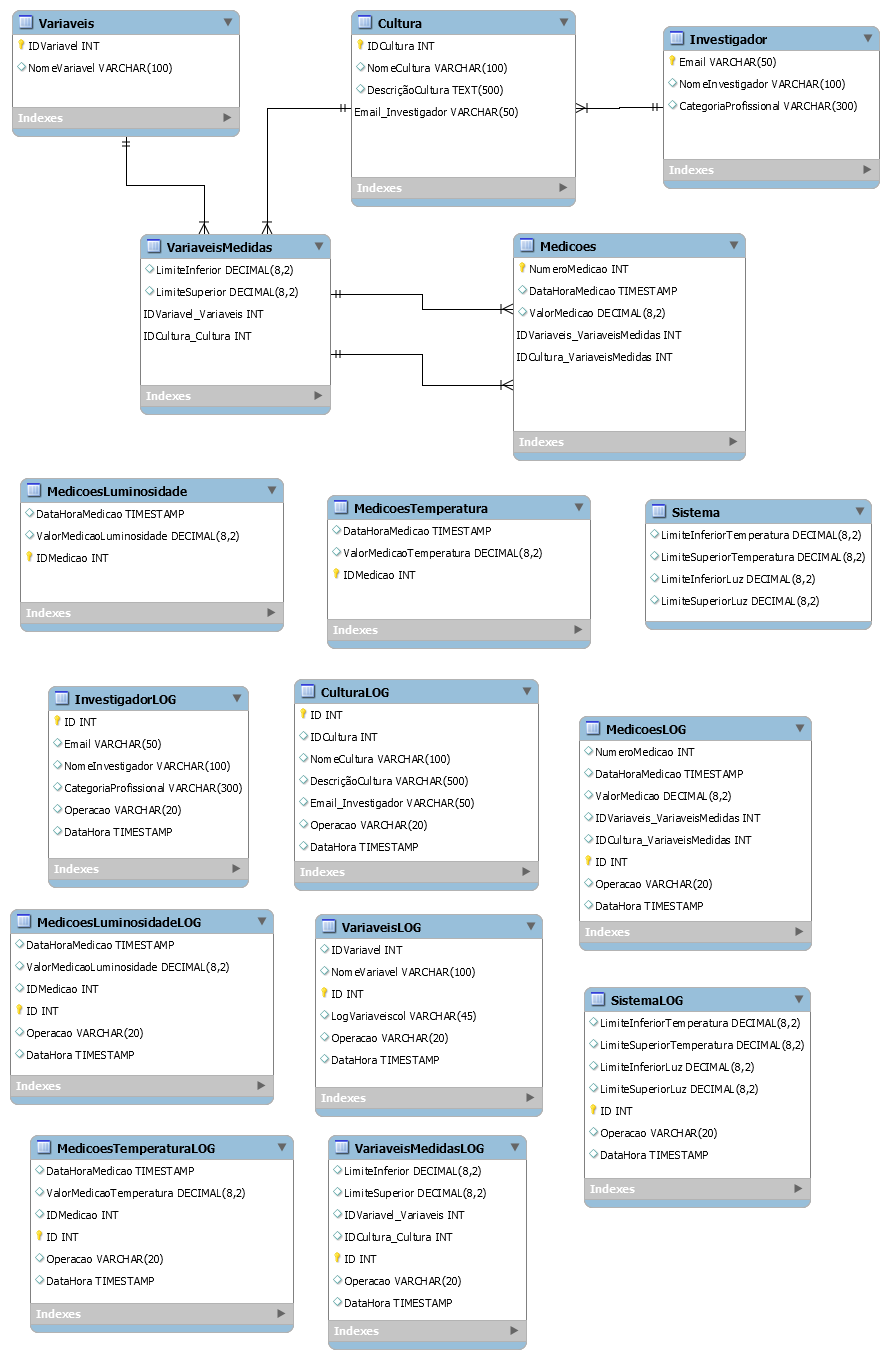 Variaveis
IDVariavel INT
NomeVariavel VARCHAR(100)
Indexes
Cultura
IDCultura INT
NomeCultura VARCHAR(100)
DescriçãoCultura TEXT(500)
Email_Investigador VARCHAR(50)
Indexes
Investigador
Email VARCHAR(50)
NomeInvestigador VARCHAR(100)
CategoriaProfissional VARCHAR(300)
Indexes
VariaveisMedidas
LimiteInferior DECIMAL(8,2)
LimiteSuperior DECIMAL(8,2)
IDVariavel_Variaveis INT
IDCultura_Cultura INT
Indexes
Medicoes
NumeroMedicao INT
DataHoraMedicao TIMESTAMP
ValorMedicao DECIMAL(8,2)
IDVariaveis_VariaveisMedidas INT
IDCultura_VariaveisMedidas INT
Indexes
MedicoesLuminosidade
DataHoraMedicao TIMESTAMP
ValorMedicaoLuminosidade DECIMAL(8,2)
IDMedicao INT
Indexes
MedicoesTemperatura
DataHoraMedicao TIMESTAMP
ValorMedicaoTemperatura DECIMAL(8,2)
IDMedicao INT
Indexes
Sistema
LimiteInferiorTemperatura DECIMAL(8,2)
LimiteSuperiorTemperatura DECIMAL(8,2)
LimiteInferiorLuz DECIMAL(8,2)
LimiteSuperiorLuz DECIMAL(8,2)
InvestigadorLOG
ID INT
Email VARCHAR(50)
NomeInvestigador VARCHAR(100)
CategoriaProfissional VARCHAR(300)
Operacao VARCHAR(20)
DataHora TIMESTAMP
Indexes
CulturaLOG
ID INT
IDCultura INT
NomeCultura VARCHAR(100)
DescriçãoCultura VARCHAR(500)
Email_Investigador VARCHAR(50)
Operacao VARCHAR(20)
DataHora TIMESTAMP
Indexes
MedicoesLOG
NumeroMedicao INT
DataHoraMedicao TIMESTAMP
ValorMedicao DECIMAL(8,2)
IDVariaveis_VariaveisMedidas INT
IDCultura_VariaveisMedidas INT
ID INT
Operacao VARCHAR(20)
DataHora TIMESTAMP
Indexes
MedicoesLuminosidadeLOG
DataHoraMedicao TIMESTAMP
ValorMedicaoLuminosidade DECIMAL(8,2)
IDMedicao INT
ID INT
Operacao VARCHAR(20)
DataHora TIMESTAMP
Indexes
VariaveisLOG
IDVariavel INT
NomeVariavel VARCHAR(100)
ID INT
LogVariaveiscol VARCHAR(45)
Operacao VARCHAR(20)
DataHora TIMESTAMP
Indexes
SistemaLOG
LimiteInferiorTemperatura DECIMAL(8,2)
LimiteSuperiorTemperatura DECIMAL(8,2)
LimiteInferiorLuz DECIMAL(8,2)
LimiteSuperiorLuz DECIMAL(8,2)
ID INT
Operacao VARCHAR(20)
DataHora TIMESTAMP
Indexes
MedicoesTemperaturaLOG
DataHoraMedicao TIMESTAMP
ValorMedicaoTemperatura DECIMAL(8,2)
IDMedicao INT
ID INT
Operacao VARCHAR(20)
DataHora TIMESTAMP
Indexes
VariaveisMedidasLOG
LimiteInferior DECIMAL(8,2)
LimiteSuperior DECIMAL(8,2)
IDVariavel_Variaveis INT
IDCultura_Cultura INT
ID INT
Operacao VARCHAR(20)
DataHora TIMESTAMP
Indexes